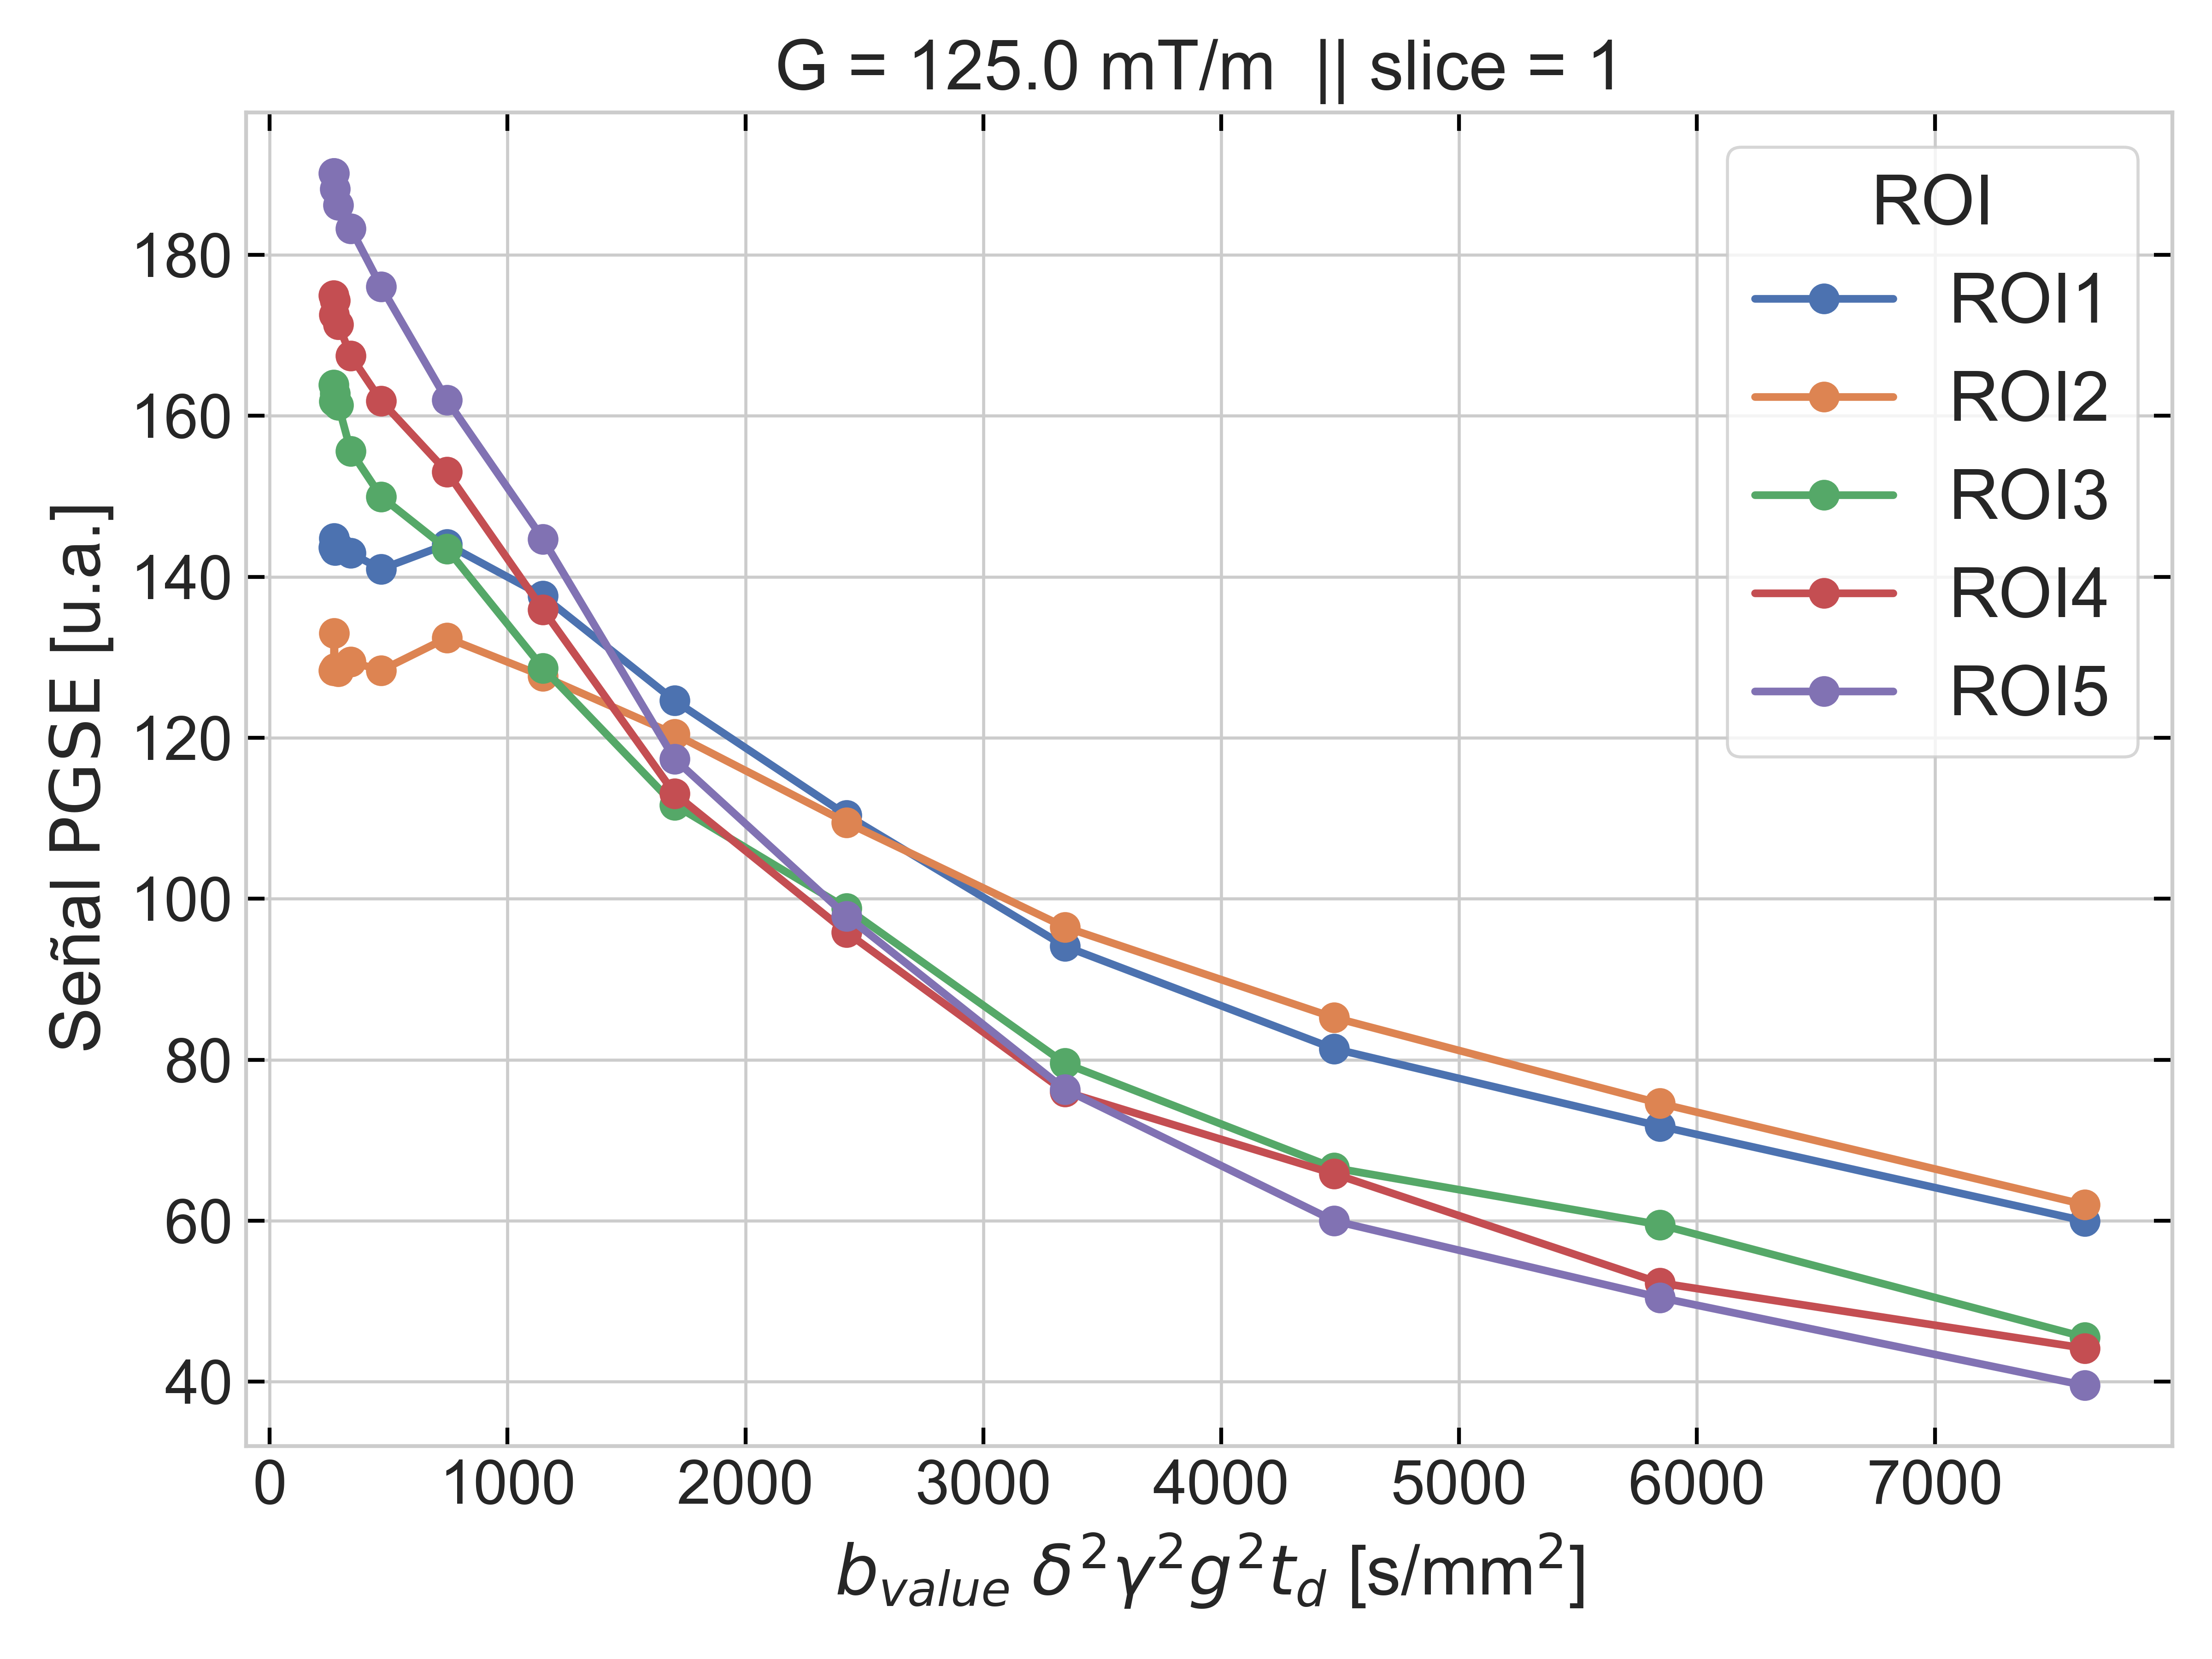 G = 125.0 mT/m || slice = 1
Señal PGSE [u.a.]
180
160
140
120
100
80
60
40
ROI
ROI1
ROI2
ROI3
ROI4
ROI5
0 1000 2000 3000 4000 5000 6000 7000
b_value δ²γ²g²t_d [s/mm²]